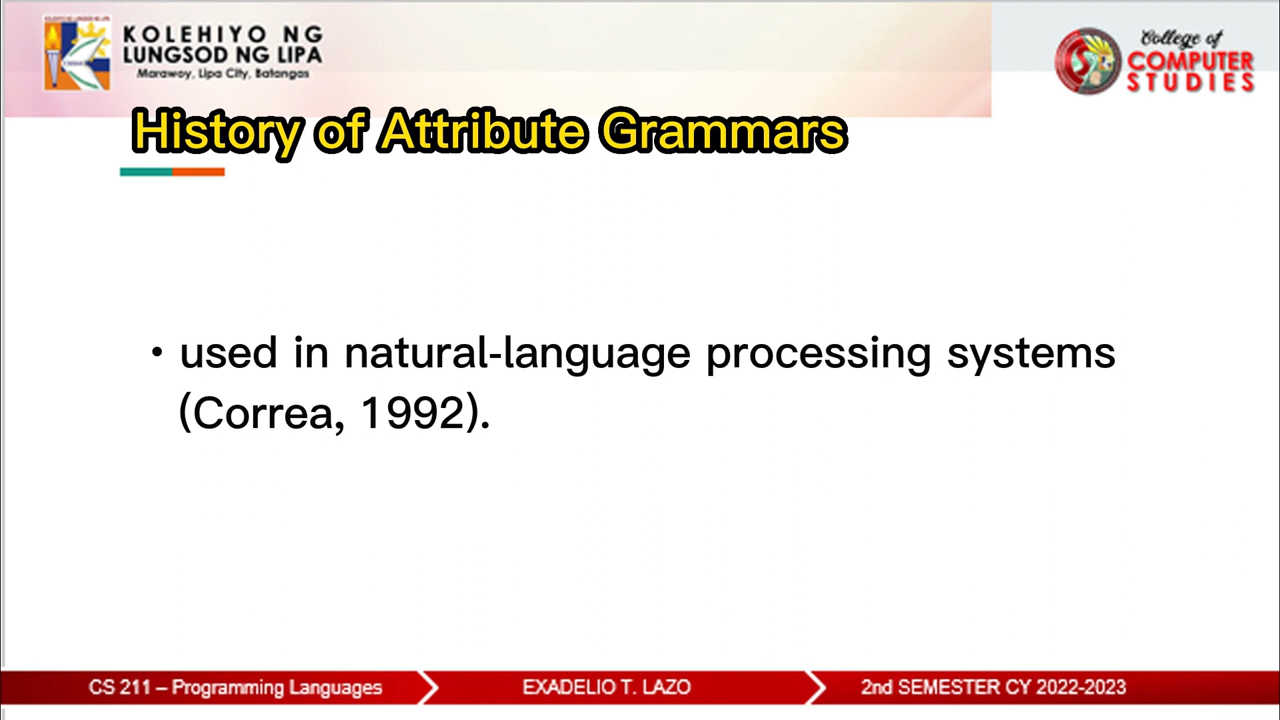 KOLEHIYO NG
LUNGSOD NG LIPA
Marawoy, Lipa City, Batangas
College of
COMPUTER
STUDIES
History of Attribute Grammars
• used in natural-language processing systems
(Correa, 1992).
CS 211 – Programming Languages
EXADELIO T. LAZO
2nd SEMESTER CY 2022-2023